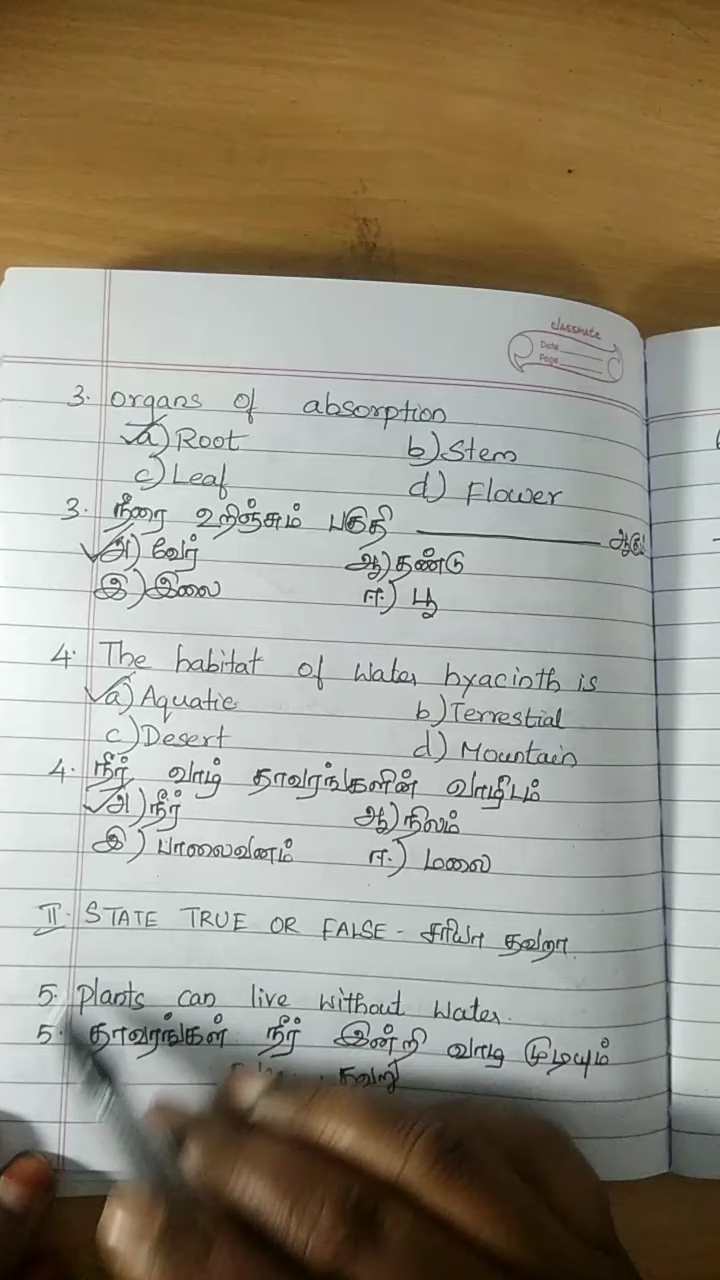 classmate
Date
Page
3. organs of absorption
a) Root b) Stem
c) Leaf d) Flower
3. நீரை உறிஞ்சும் பகுதி ________ ஆகும்
அ) வேர் ஆ) தண்டு
இ) இலை ஈ) பூ
4. The habitat of water hyacinth is
a) Aquatic b) Terrestial
c) Desert d) Mountain
4. நீர் வாழ் தாவரங்களின் வாழிடம்
அ) நீர் ஆ) நிலம்
இ) பாலைவனம் ஈ) மலை
II. STATE TRUE OR FALSE - சரியா தவறா.
5. Plants can live without water.
5. தாவரங்கள் நீர் இன்றி வாழ முடியும்
தவறு